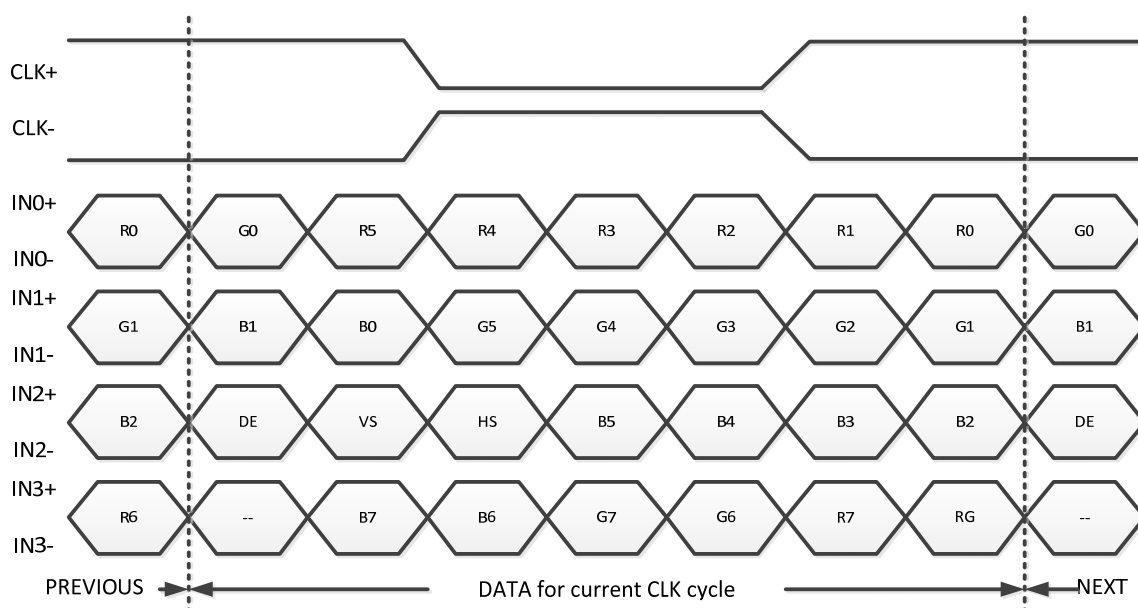 CLK+
CLK-
IN0+
R0 G0 R5 R4 R3 R2 R1 R0 G0
IN0-
IN1+
G1 B1 B0 G5 G4 G3 G2 G1 B1
IN1-
IN2+
B2 DE VS HS B5 B4 B3 B2 DE
IN2-
IN3+
R6 -- B7 B6 G7 G6 R7 RG --
IN3-
PREVIOUS DATA for current CLK cycle NEXT